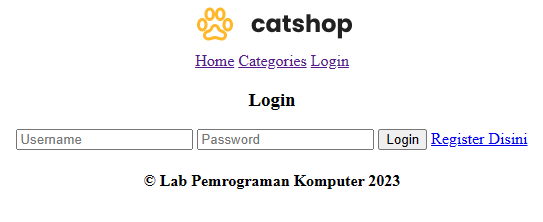 catshop
Home Categories Login
Login
Username Password Login Register Disini
© Lab Pemrograman Komputer 2023